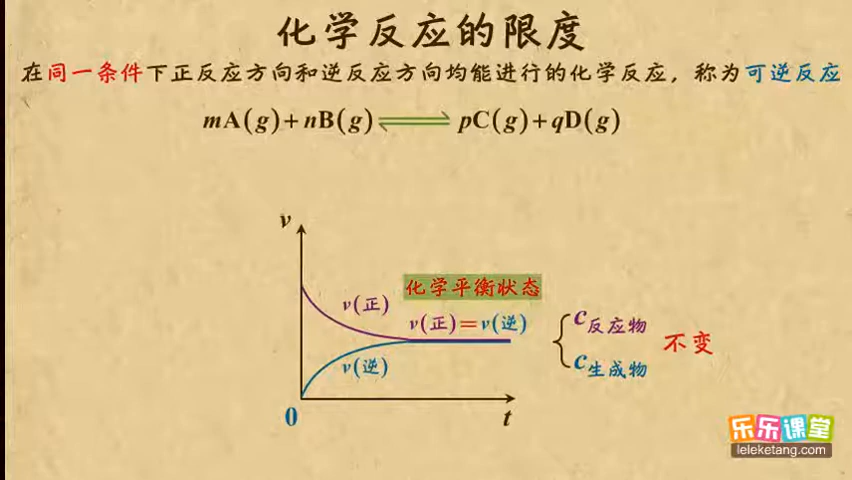 化学反应的限度
在同一条件下正反应方向和逆反应方向均能进行的化学反应，称为可逆反应
mA(g)+nB(g)⇌pC(g)+qD(g)
v
化学平衡状态
v(正)
v(正)=v(逆)
c反应物
不变
c生成物
v(逆)
0
t
乐乐课堂
leleketang.com